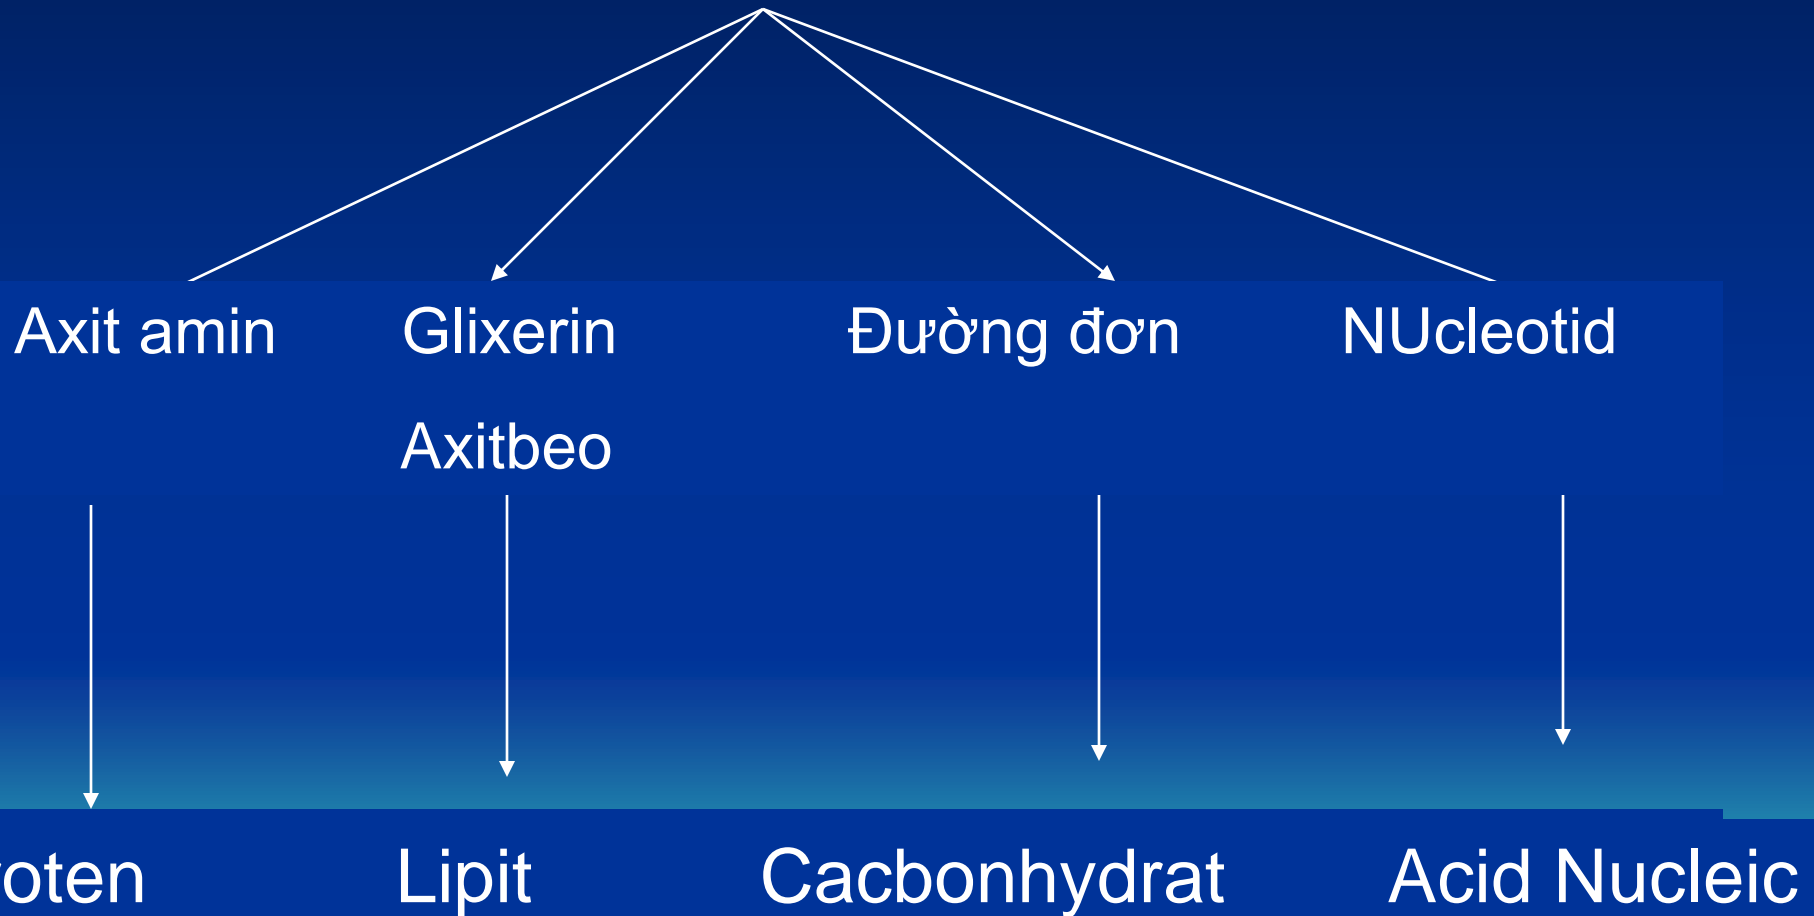 Axit amin Glixerin Đường đơn NUcleotid
Axitbeo
oten Lipit Cacbonhydrat Acid Nucleic